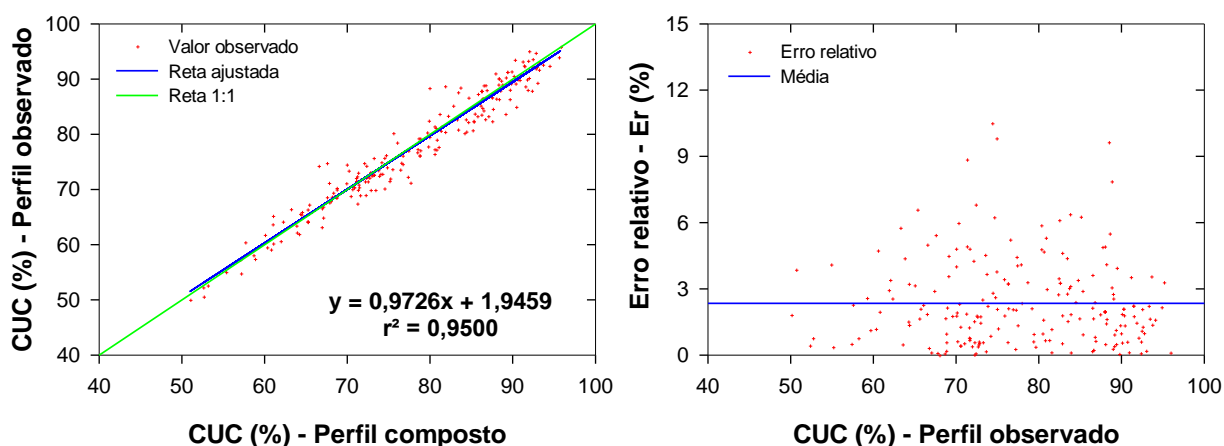 CUC (%) - Perfil observado
100
90
80
70
60
50
40
Valor observado
Reta ajustada
Reta 1:1
y = 0,9726x + 1,9459
r² = 0,9500
40 50 60 70 80 90 100
CUC (%) - Perfil composto
Erro relativo - Er (%)
15
12
9
6
3
0
Erro relativo
Média
40 50 60 70 80 90 100
CUC (%) - Perfil observado